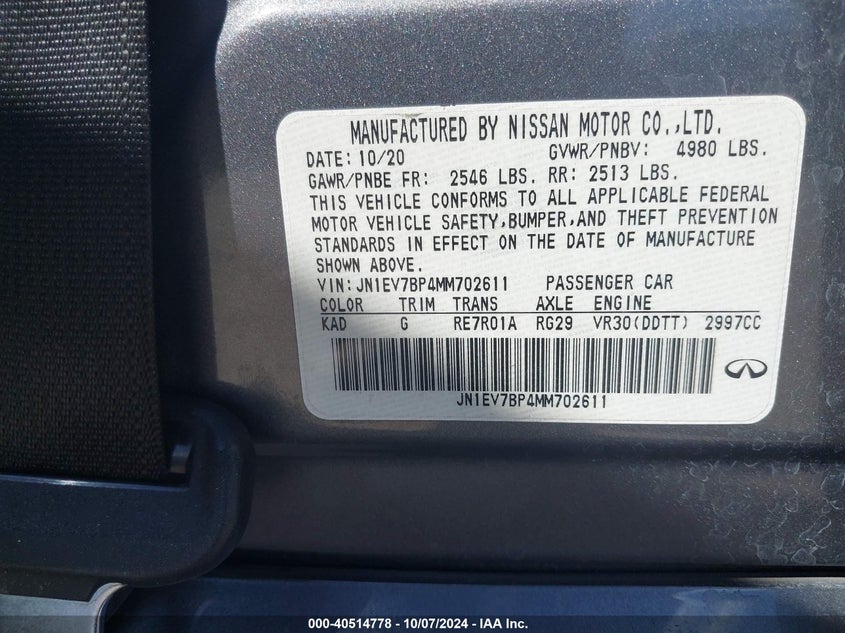 MANUFACTURED BY NISSAN MOTOR CO.,LTD.
DATE: 10/20 GVWR/PNBV: 4980 LBS.
GAWR/PNBE FR: 2546 LBS. RR: 2513 LBS.
THIS VEHICLE CONFORMS TO ALL APPLICABLE FEDERAL
MOTOR VEHICLE SAFETY,BUMPER,AND THEFT PREVENTION
STANDARDS IN EFFECT ON THE DATE OF MANUFACTURE
SHOWN ABOVE.
VIN: JN1EV7BP4MM702611 PASSENGER CAR
COLOR TRIM TRANS AXLE ENGINE
KAD G RE7R01A RG29 VR30(DDTT) 2997CC
JN1EV7BP4MM702611
000-40514778 - 10/07/2024 - IAA Inc.